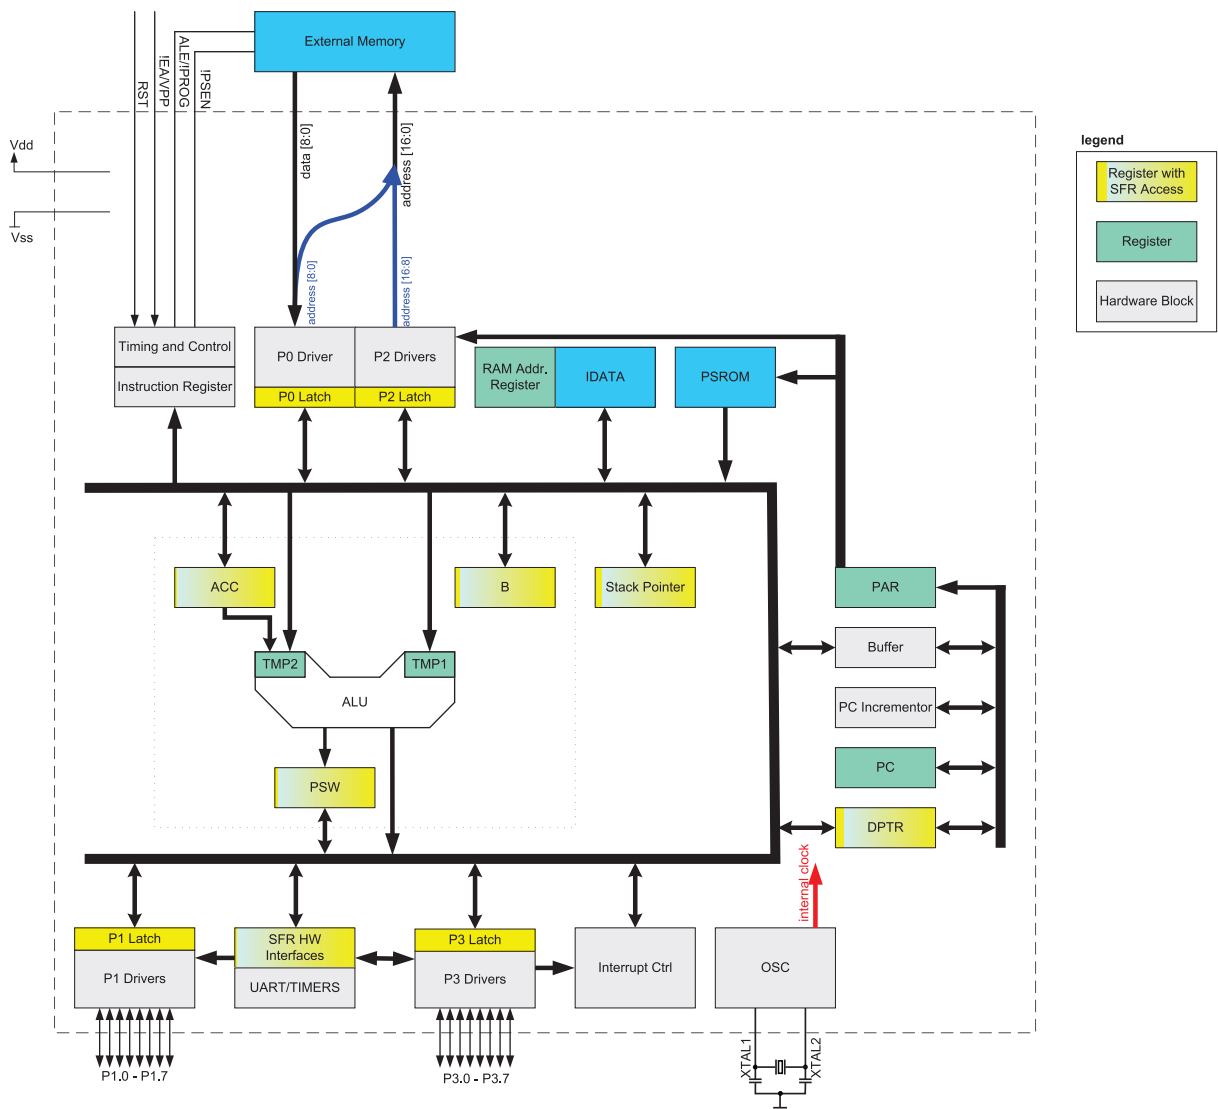 External Memory
RST
!EA/VPP
ALE/!PROG
!PSEN
data [8:0]
address [16:0]
Vdd
Vss
legend
Register with
SFR Access
Register
Hardware Block
address [8:0]
address [16:8]
Timing and Control
Instruction Register
P0 Driver
P2 Drivers
P0 Latch
P2 Latch
RAM Addr.
Register
IDATA
PSROM
ACC
B
Stack Pointer
PAR
Buffer
PC Incrementor
PC
DPTR
TMP2
TMP1
ALU
PSW
internal clock
P1 Latch
P1 Drivers
SFR HW
Interfaces
UART/TIMERS
P3 Latch
P3 Drivers
Interrupt Ctrl
OSC
XTAL1
XTAL2
P1.0 - P1.7
P3.0 - P3.7